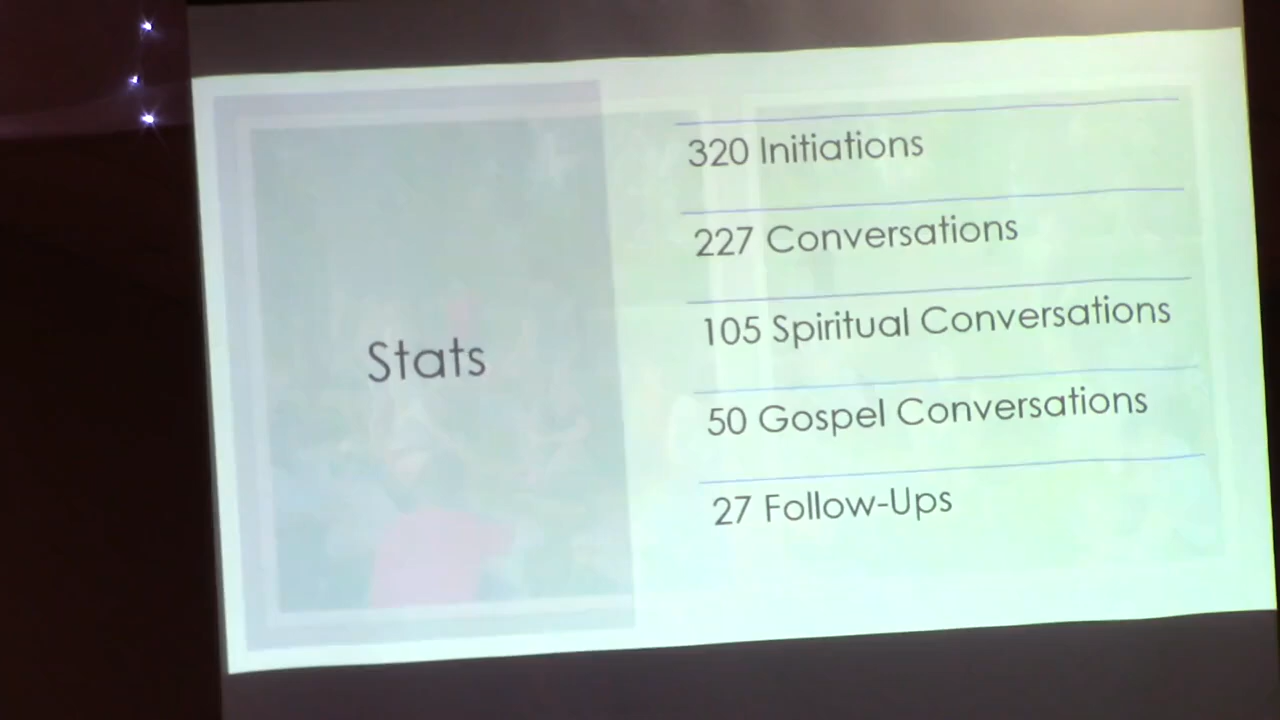 Stats
320 Initiations
227 Conversations
105 Spiritual Conversations
50 Gospel Conversations
27 Follow-Ups